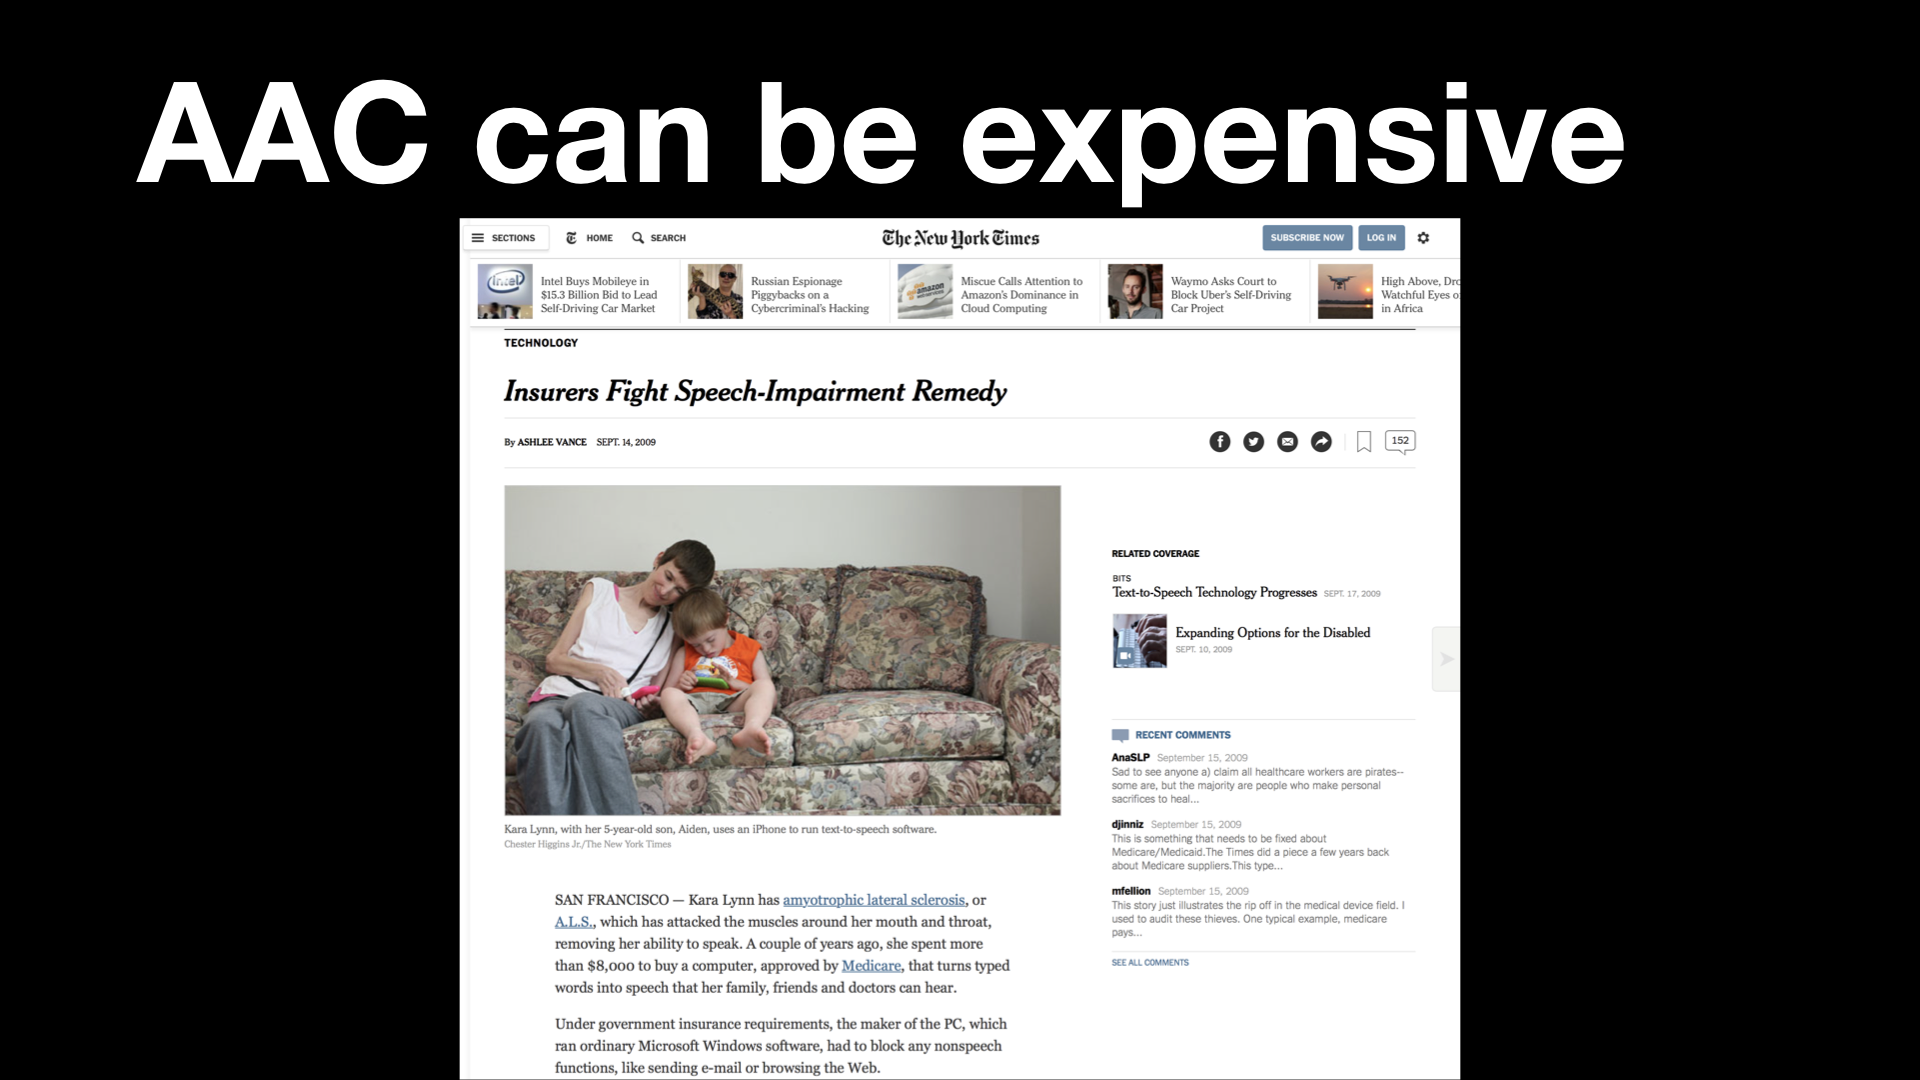 AAC can be expensive
SECTIONS HOME SEARCH The New York Times SUBSCRIBE NOW LOG IN
Intel Buys Mobileye in
$15.3 Billion Bid to Lead
Self-Driving Car Market
Russian Espionage
Piggybacks on a
Cybercriminal's Hacking
Miscue Calls Attention to
Amazon's Dominance in
Cloud Computing
Waymo Asks Court to
Block Uber's Self-Driving
Car Project
High Above,
Watchful Eyes
in Africa
intel
amazon
TECHNOLOGY
Insurers Fight Speech-Impairment Remedy
By ASHLEE VANCE SEPT. 14, 2009
152
Kara Lynn, with her 5-year-old son, Aiden, uses an iPhone to run text-to-speech software.
Chester Higgins Jr./The New York Times
SAN FRANCISCO — Kara Lynn has amyotrophic lateral sclerosis, or
A.L.S., which has attacked the muscles around her mouth and throat,
removing her ability to speak. A couple of years ago, she spent more
than $8,000 to buy a computer, approved by Medicare, that turns typed
words into speech that her family, friends and doctors can hear.
Under government insurance requirements, the maker of the PC, which
ran ordinary Microsoft Windows software, had to block any nonspeech
functions, like sending e-mail or browsing the Web.
RELATED COVERAGE
BITS
Text-to-Speech Technology Progresses SEPT. 17, 2009
Expanding Options for the Disabled
SEPT. 10, 2009
RECENT COMMENTS
AnaSLP September 15, 2009
Sad to see anyone a) claim all healthcare workers are pirates--
some are, but the majority are people who make personal
sacrifices to heal...
djinniz September 15, 2009
This is something that needs to be fixed about
Medicare/Medicaid.The Times did a piece a few years back
about Medicare suppliers.This type...
mfellion September 15, 2009
This story just illustrates the rip off in the medical device field. I
used to audit these thieves. One typical example, medicare
pays...
SEE ALL COMMENTS